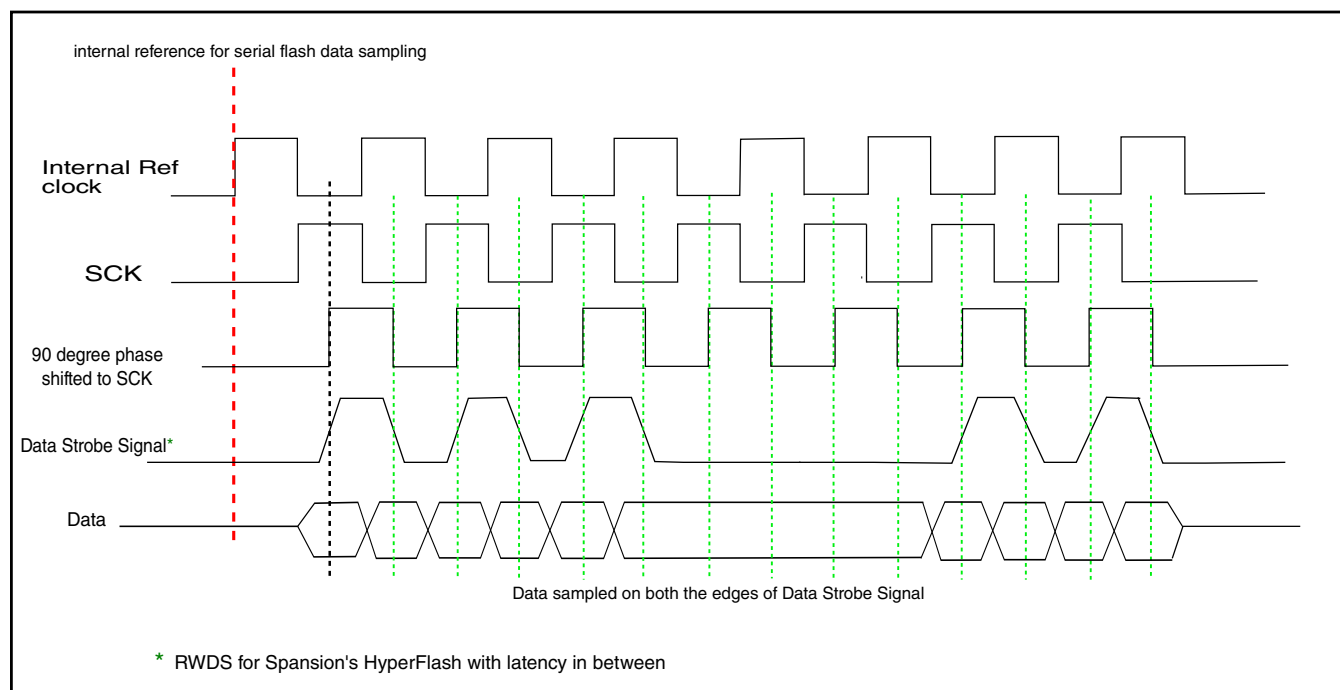 internal reference for serial flash data sampling
Internal Ref
clock
SCK
90 degree phase
shifted to SCK
Data Strobe Signal*
Data
Data sampled on both the edges of Data Strobe Signal
* RWDS for Spansion's HyperFlash with latency in between